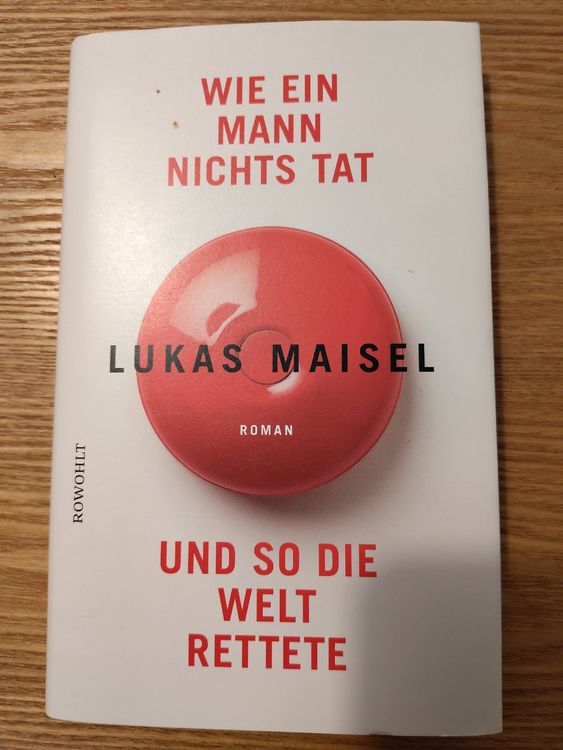 WIE EIN
MANN
NICHTS TAT
LUKAS MAISEL
ROMAN
ROWOHLT
UND SO DIE
WELT
RETTETE